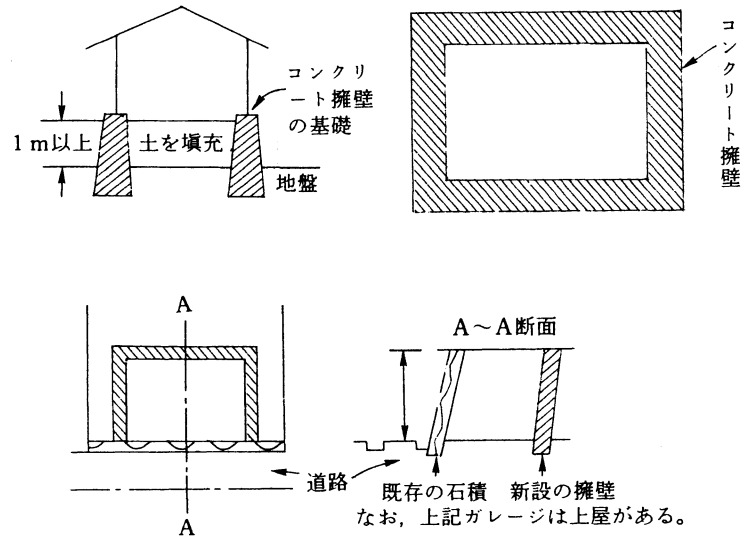 コンクリ
ート擁壁
の基礎
1m以上
土を塡充
地盤
コンクリート擁壁
A
A
道路
A〜A断面
既存の石積
新設の擁壁
なお，上記ガレージは上屋がある。